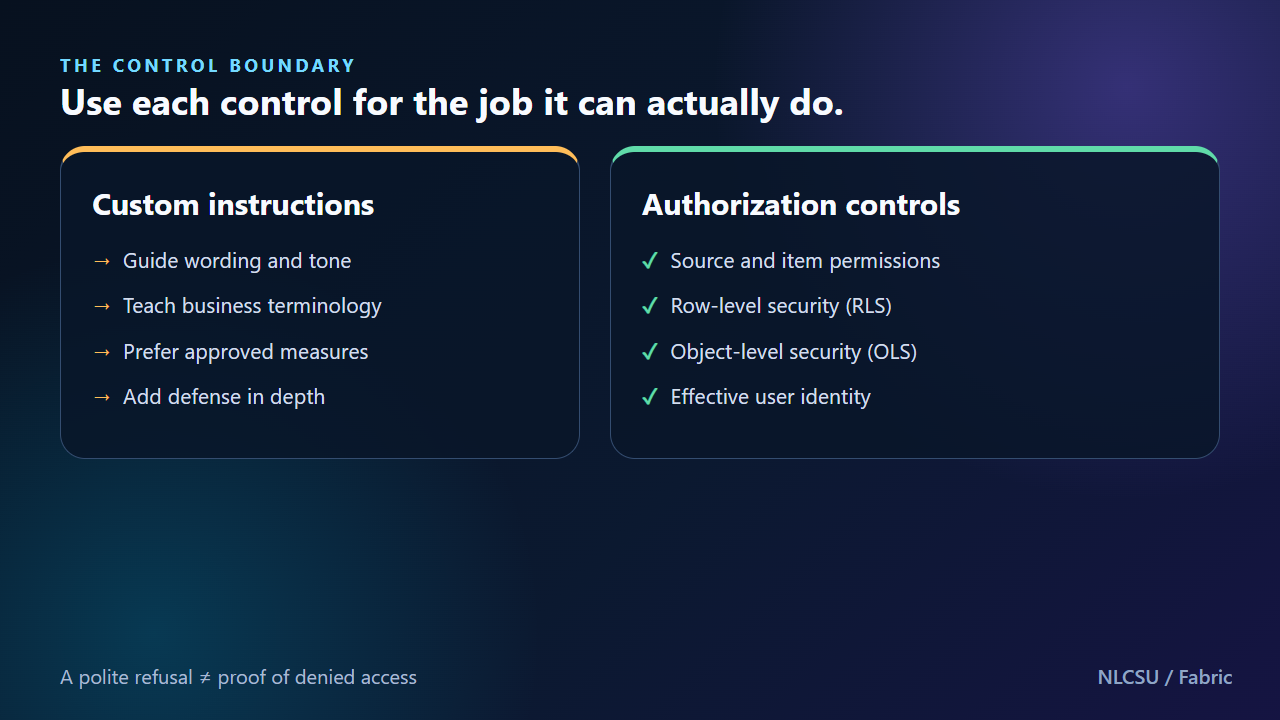 THE CONTROL BOUNDARY
Use each control for the job it can actually do.
Custom instructions
→ Guide wording and tone
→ Teach business terminology
→ Prefer approved measures
→ Add defense in depth
Authorization controls
✓ Source and item permissions
✓ Row-level security (RLS)
✓ Object-level security (OLS)
✓ Effective user identity
A polite refusal ≠ proof of denied access
NLCSU / Fabric